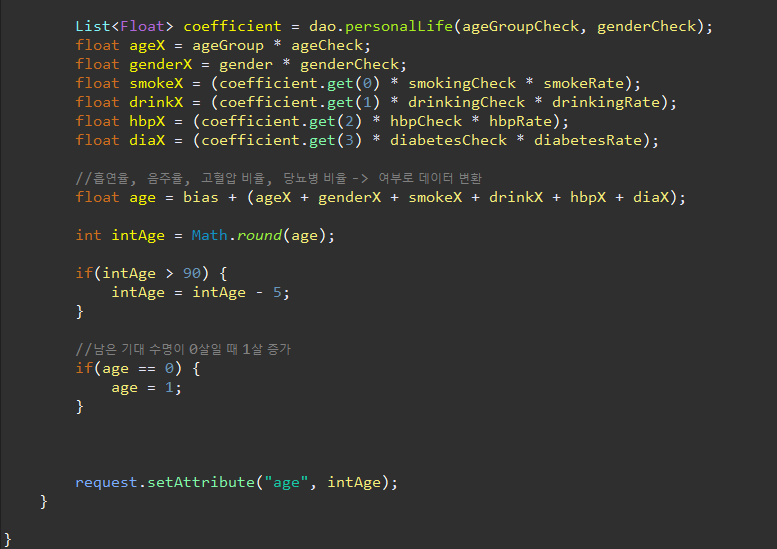 List<Float> coefficient = dao.personalLife(ageGroupCheck, genderCheck);
float ageX = ageGroup * ageCheck;
float genderX = gender * genderCheck;
float smokeX = (coefficient.get(0) * smokingCheck * smokeRate);
float drinkX = (coefficient.get(1) * drinkingCheck * drinkingRate);
float hbpX = (coefficient.get(2) * hbpCheck * hbpRate);
float diaX = (coefficient.get(3) * diabetesCheck * diabetesRate);
//흡연율, 음주율, 고혈압 비율, 당뇨병 비율 -> 여부로 데이터 변환
float age = bias + (ageX + genderX + smokeX + drinkX + hbpX + diaX);
int intAge = Math.round(age);
if(intAge > 90) {
intAge = intAge - 5;
}
//남은 기대 수명이 0살일 때 1살 증가
if(age == 0) {
age = 1;
}
request.setAttribute("age", intAge);
}
}